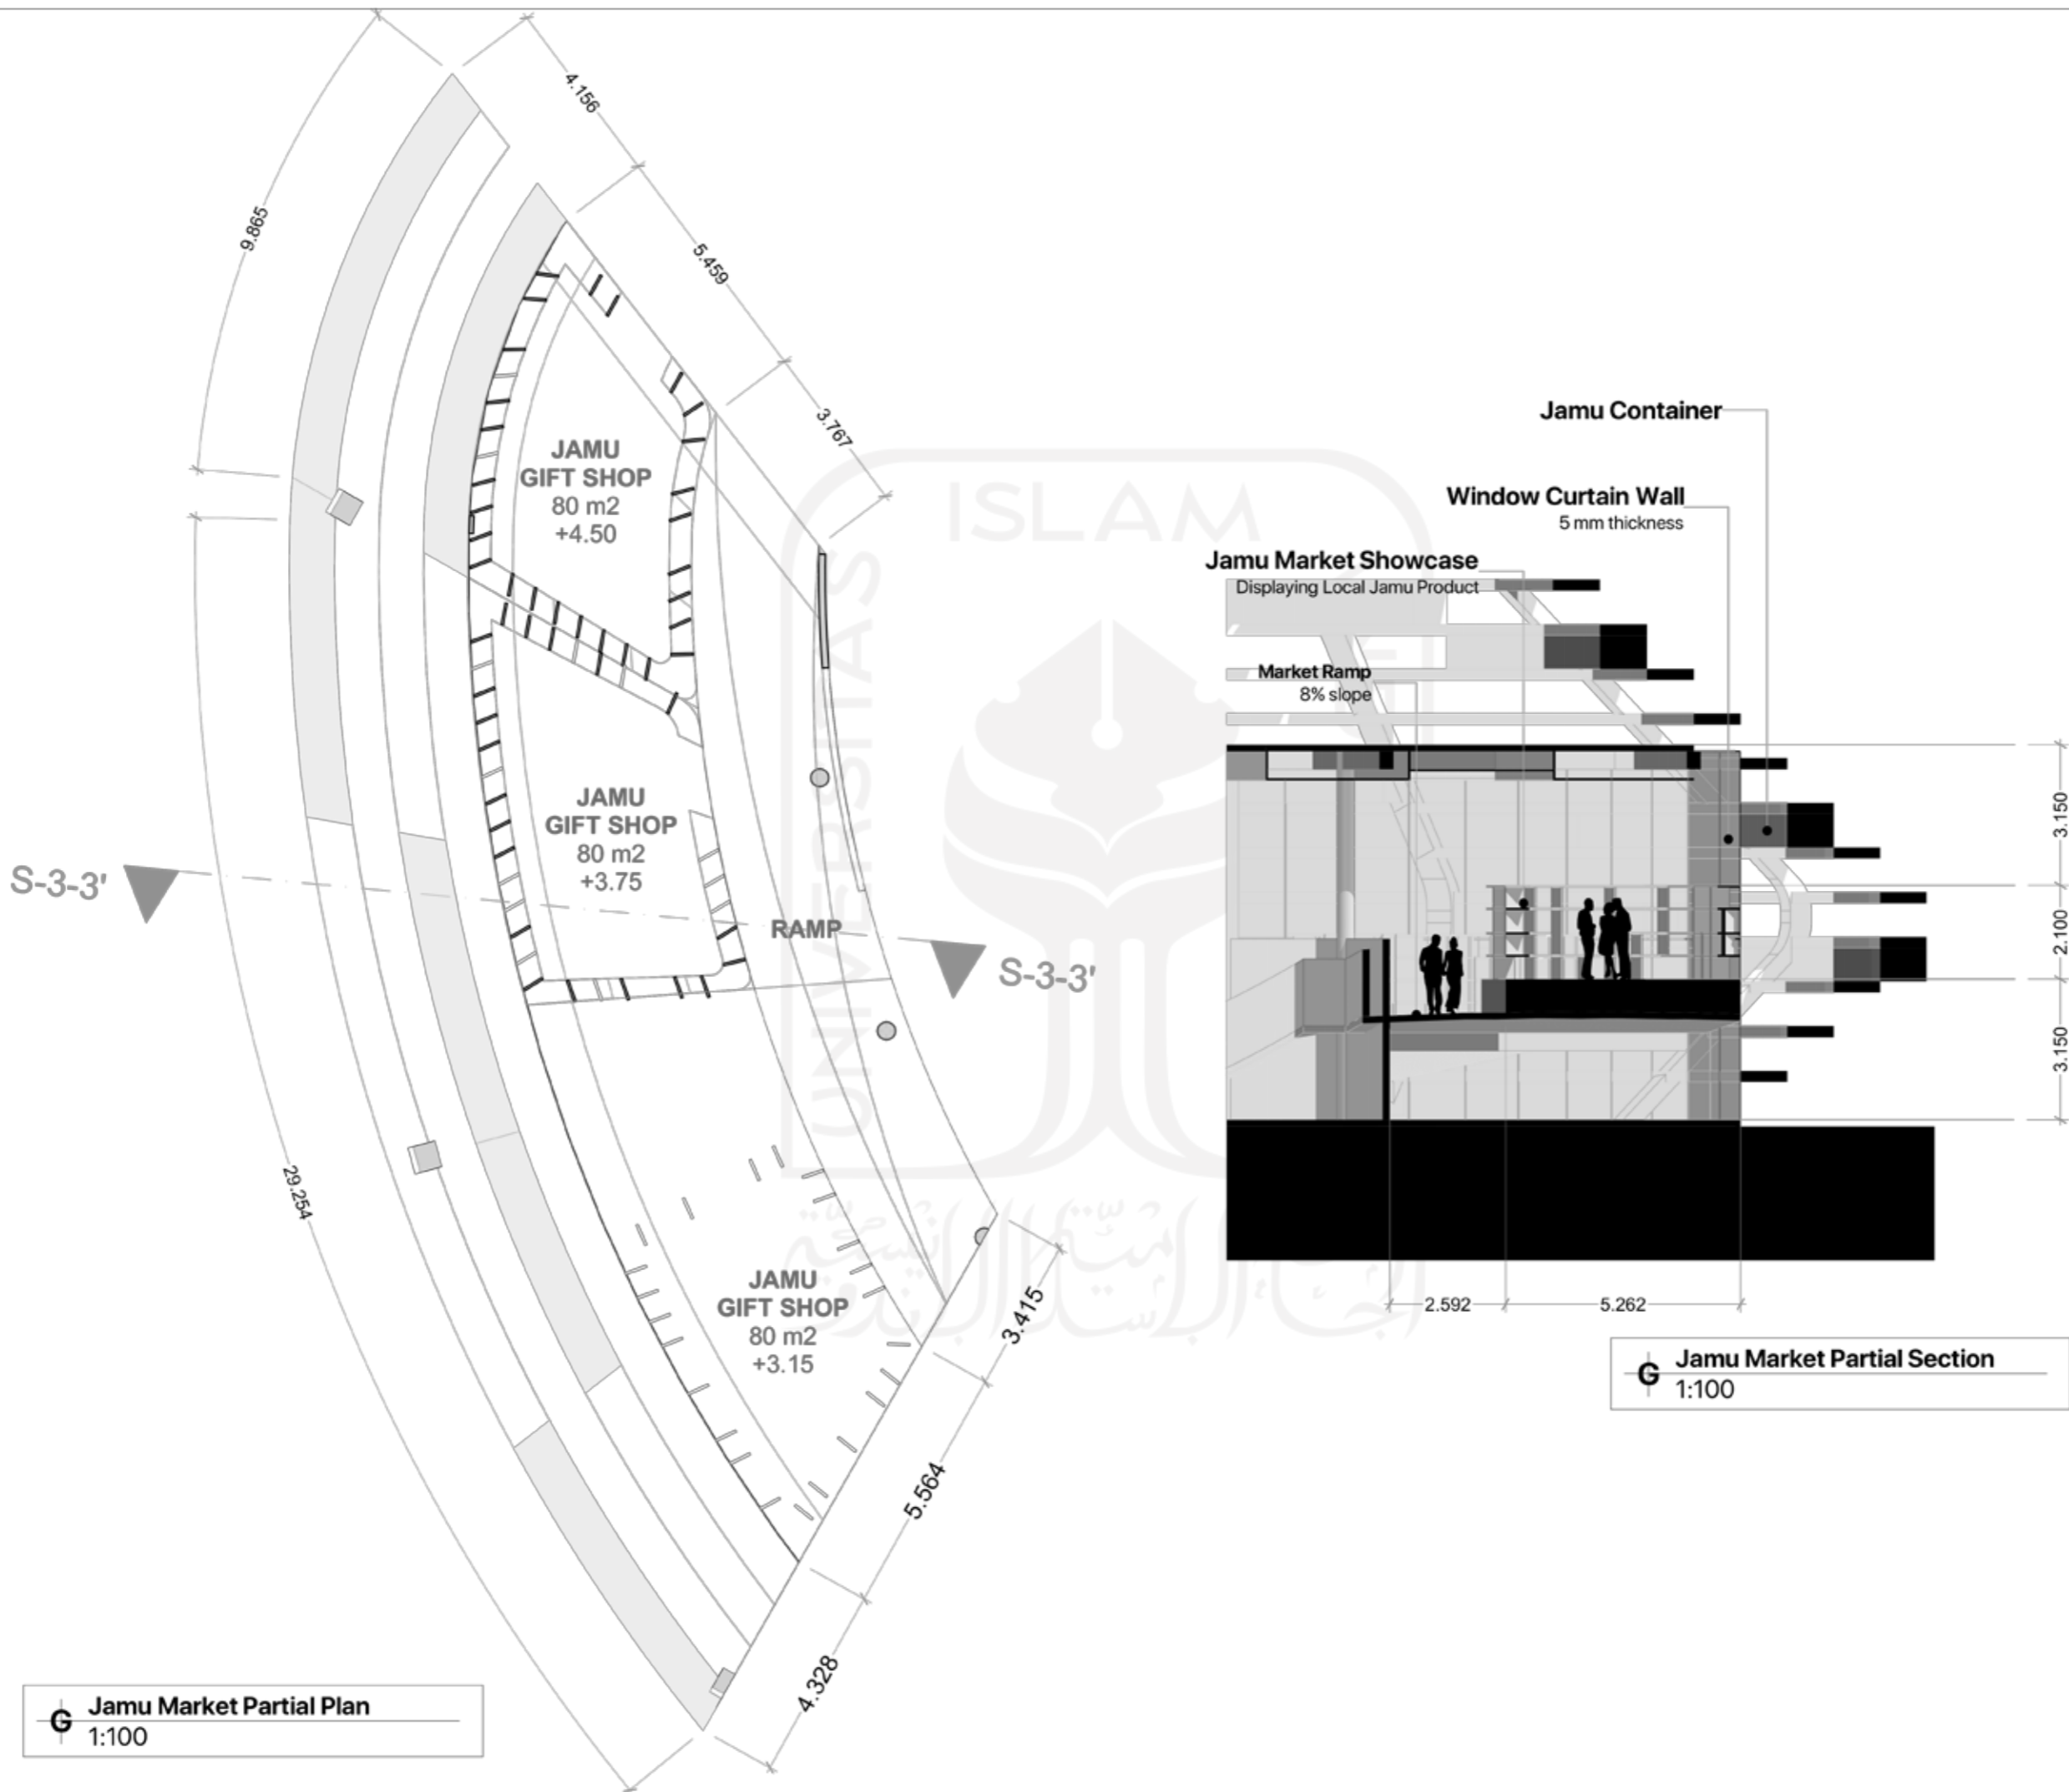 4.156
9.865
5.459
3.767
JAMU
GIFT SHOP
80 m2
+4.50
JAMU
GIFT SHOP
80 m2
+3.75
S-3-3'
RAMP
S-3-3'
29.254
JAMU
GIFT SHOP
80 m2
+3.15
3.415
5.564
4.328
G
Jamu Market Partial Plan
1:100
ISLAM
UNIVERSITAS
Jamu Container
Window Curtain Wall
5 mm thickness
Jamu Market Showcase
Displaying Local Jamu Product
Market Ramp
8% slope
3.150
2.100
3.150
2.592
5.262
G
Jamu Market Partial Section
1:100